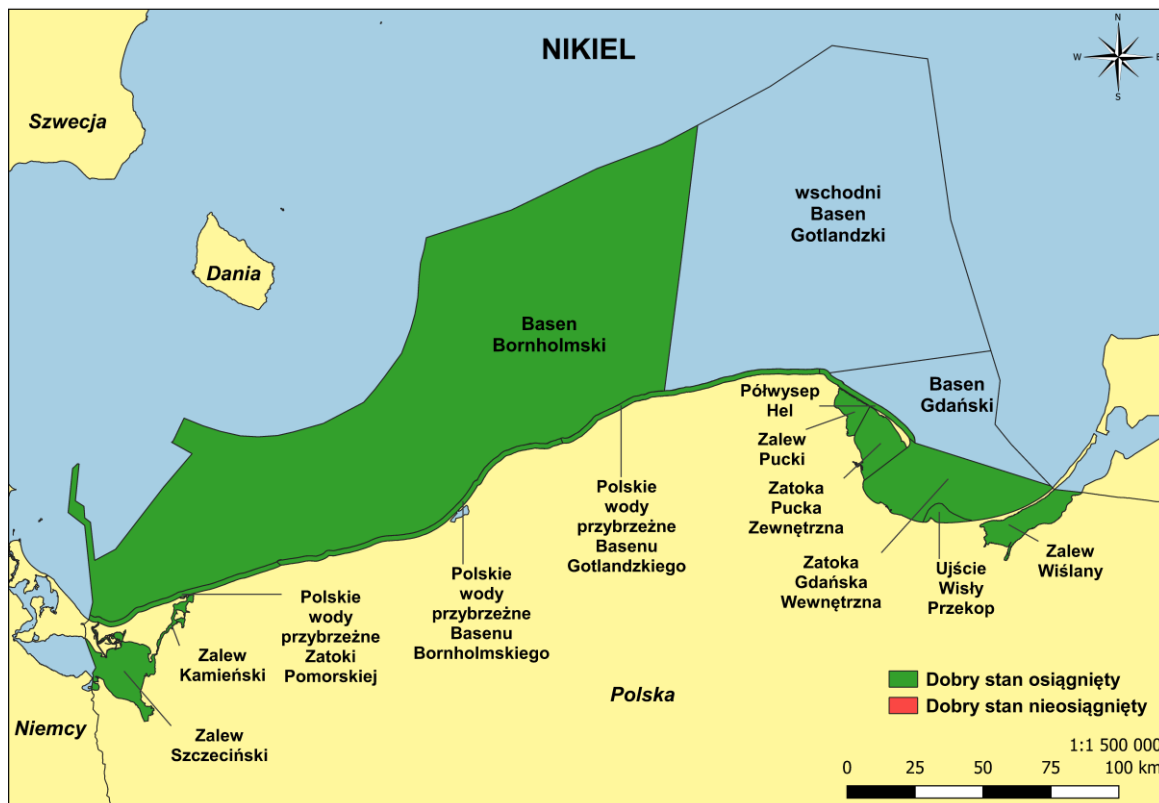 NIKIEL
N
W
E
S
Szwecja
Dania
wschodni
Basen
Gotlandzki
Basen
Bornholmski
Basen
Gdański
Półwysep
Hel
Zalew
Pucki
Zatoka
Pucka
Zewnętrzna
Zatoka
Gdańska
Wewnętrzna
Ujście
Wisły
Przekop
Zalew
Wiślany
Polskie
wody
przybrzeżne
Basenu
Gotlandzkiego
Polskie
wody
przybrzeżne
Basenu
Bornholmskiego
Polskie
wody
przybrzeżne
Zatoki
Pomorskiej
Zalew
Kamieński
Zalew
Szczeciński
Niemcy
Polska
Dobry stan osiągnięty
Dobry stan nieosiągnięty
1:1 500 000
0 25 50 75 100 km